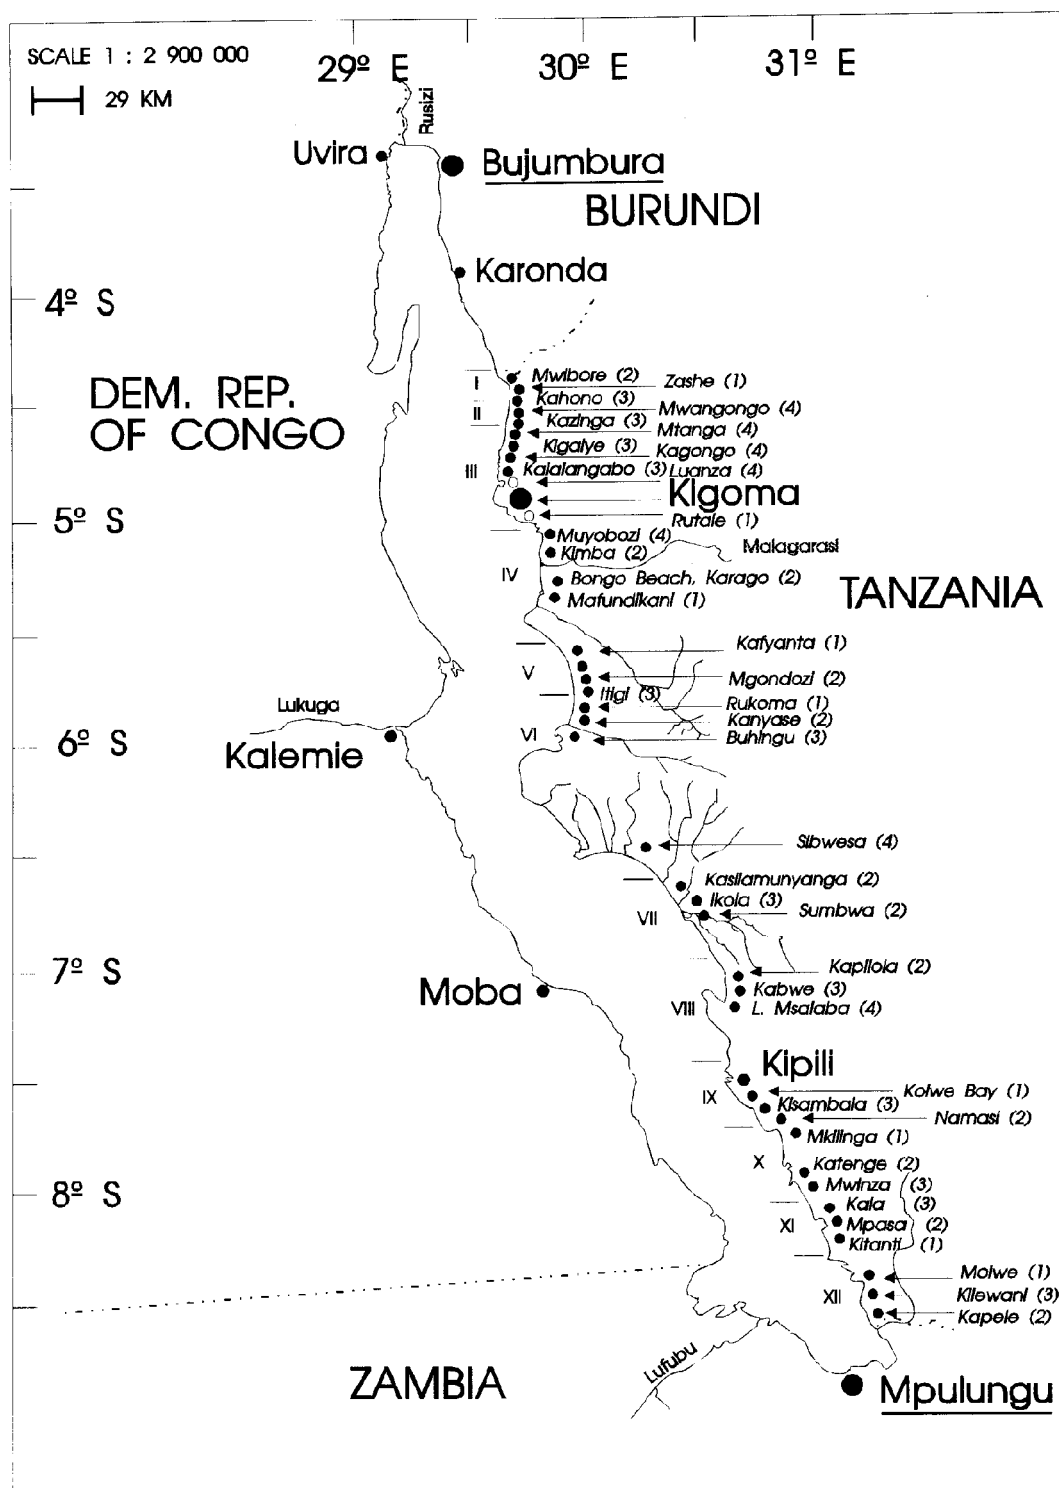 SCALE 1 : 2 900 000
29 KM
29º E
30º E
31º E
Rusizi
Uvira
Bujumbura
BURUNDI
Karonda
4º S
DEM. REP.
OF CONGO
I
Mwibore (2)
Zashe (1)
Kahono (3)
II
Mwangongo (4)
Kazinga (3)
Mtanga (4)
Kigalye (3)
Kagongo (4)
III
Kalalangabo (3)
Luanza (4)
Kigoma
5º S
Rutale (1)
Muyobozi (4)
Kimba (2)
Malagarasi
IV
Bongo Beach, Karago (2)
Mafundikani (1)
TANZANIA
Kafyanta (1)
V
Mgondozi (2)
Itigi (3)
Rukoma (1)
Lukuga
Kanyase (2)
VI
Buhingu (3)
6º S
Kalemie
Sibwesa (4)
Kasilamunyanga (2)
Ikola (3)
VII
Sumbwa (2)
7º S
Kapilola (2)
Moba
Kabwe (3)
VIII
L. Msalaba (4)
Kipili
IX
Kolwe Bay (1)
Kisambala (3)
Namasi (2)
Mkilinga (1)
X
Katenge (2)
Mwinza (3)
8º S
Kala (3)
XI
Mpasa (2)
Kitanti (1)
Molwe (1)
XII
Kilewani (3)
Kapele (2)
Lufubu
ZAMBIA
Mpulungu